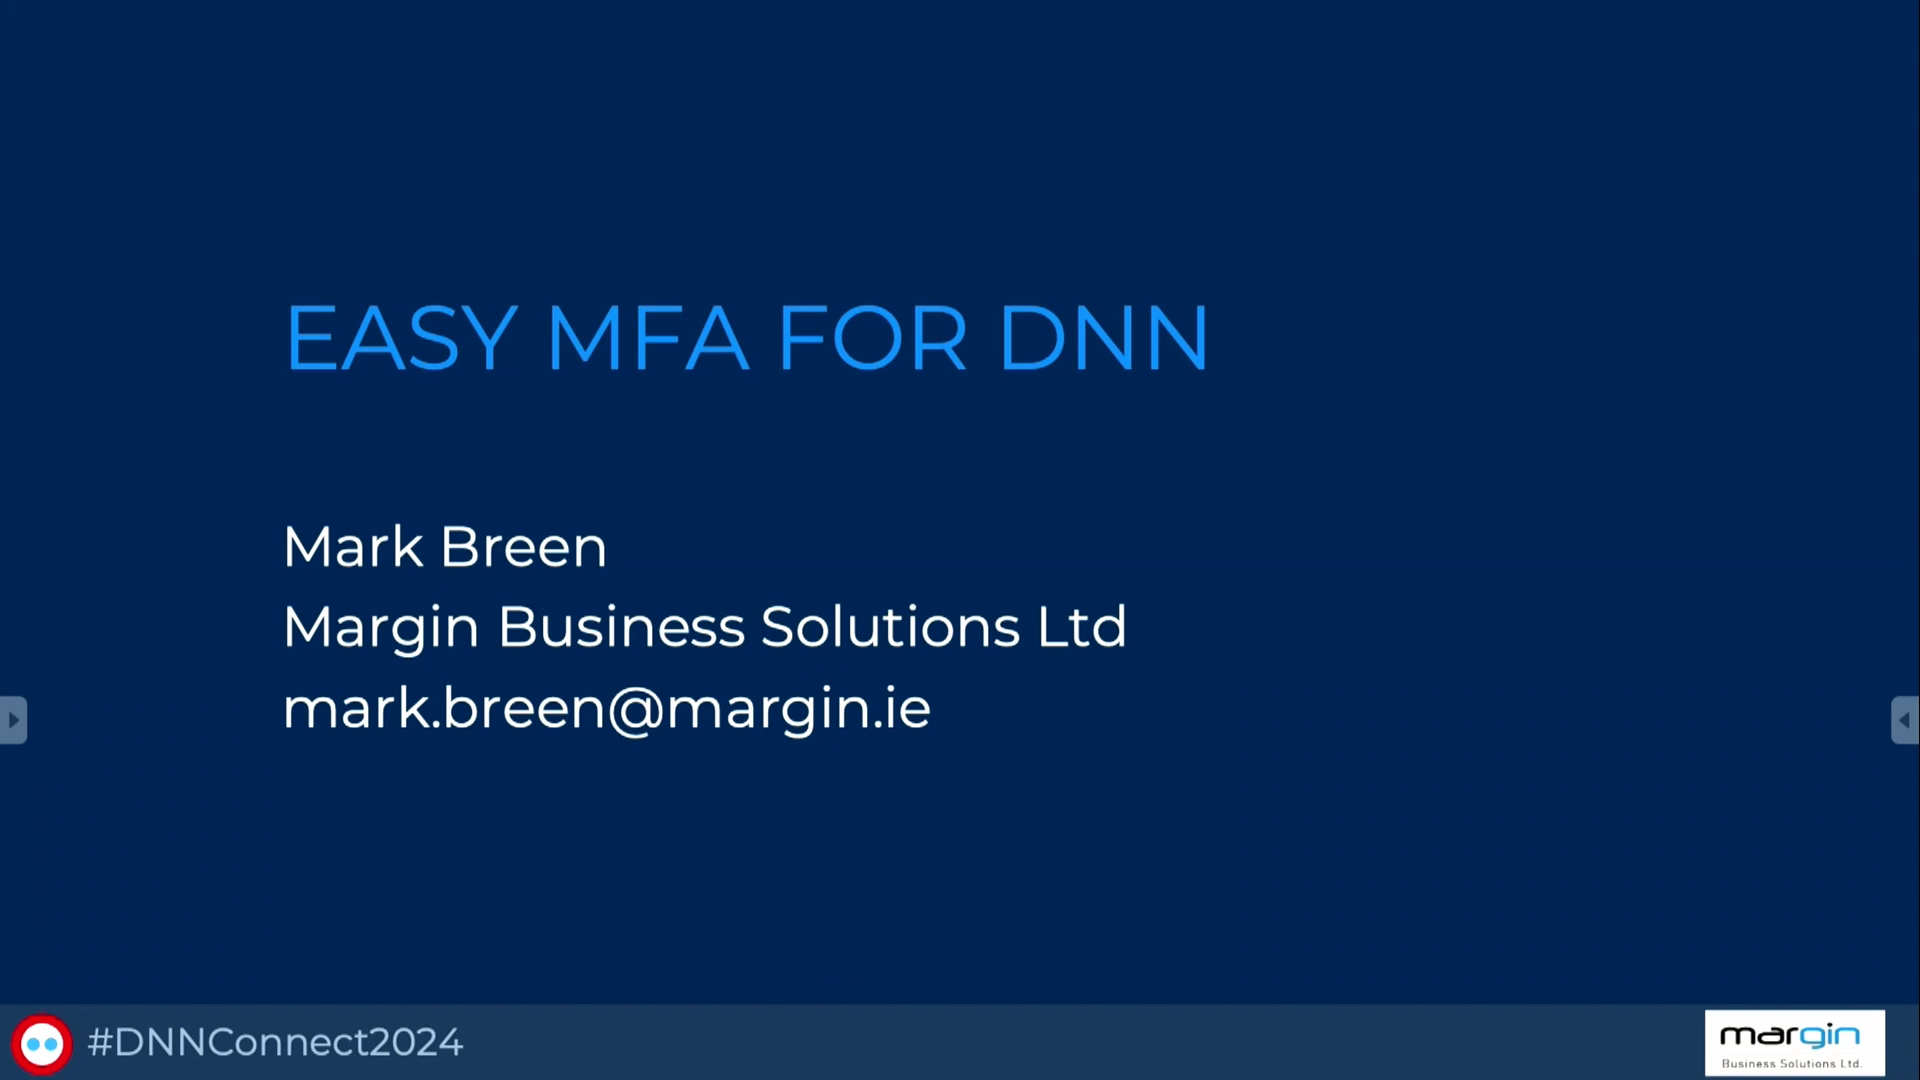 EASY MFA FOR DNN
Mark Breen
Margin Business Solutions Ltd
mark.breen@margin.ie
#DNNConnect2024
margin
Business Solutions Ltd.